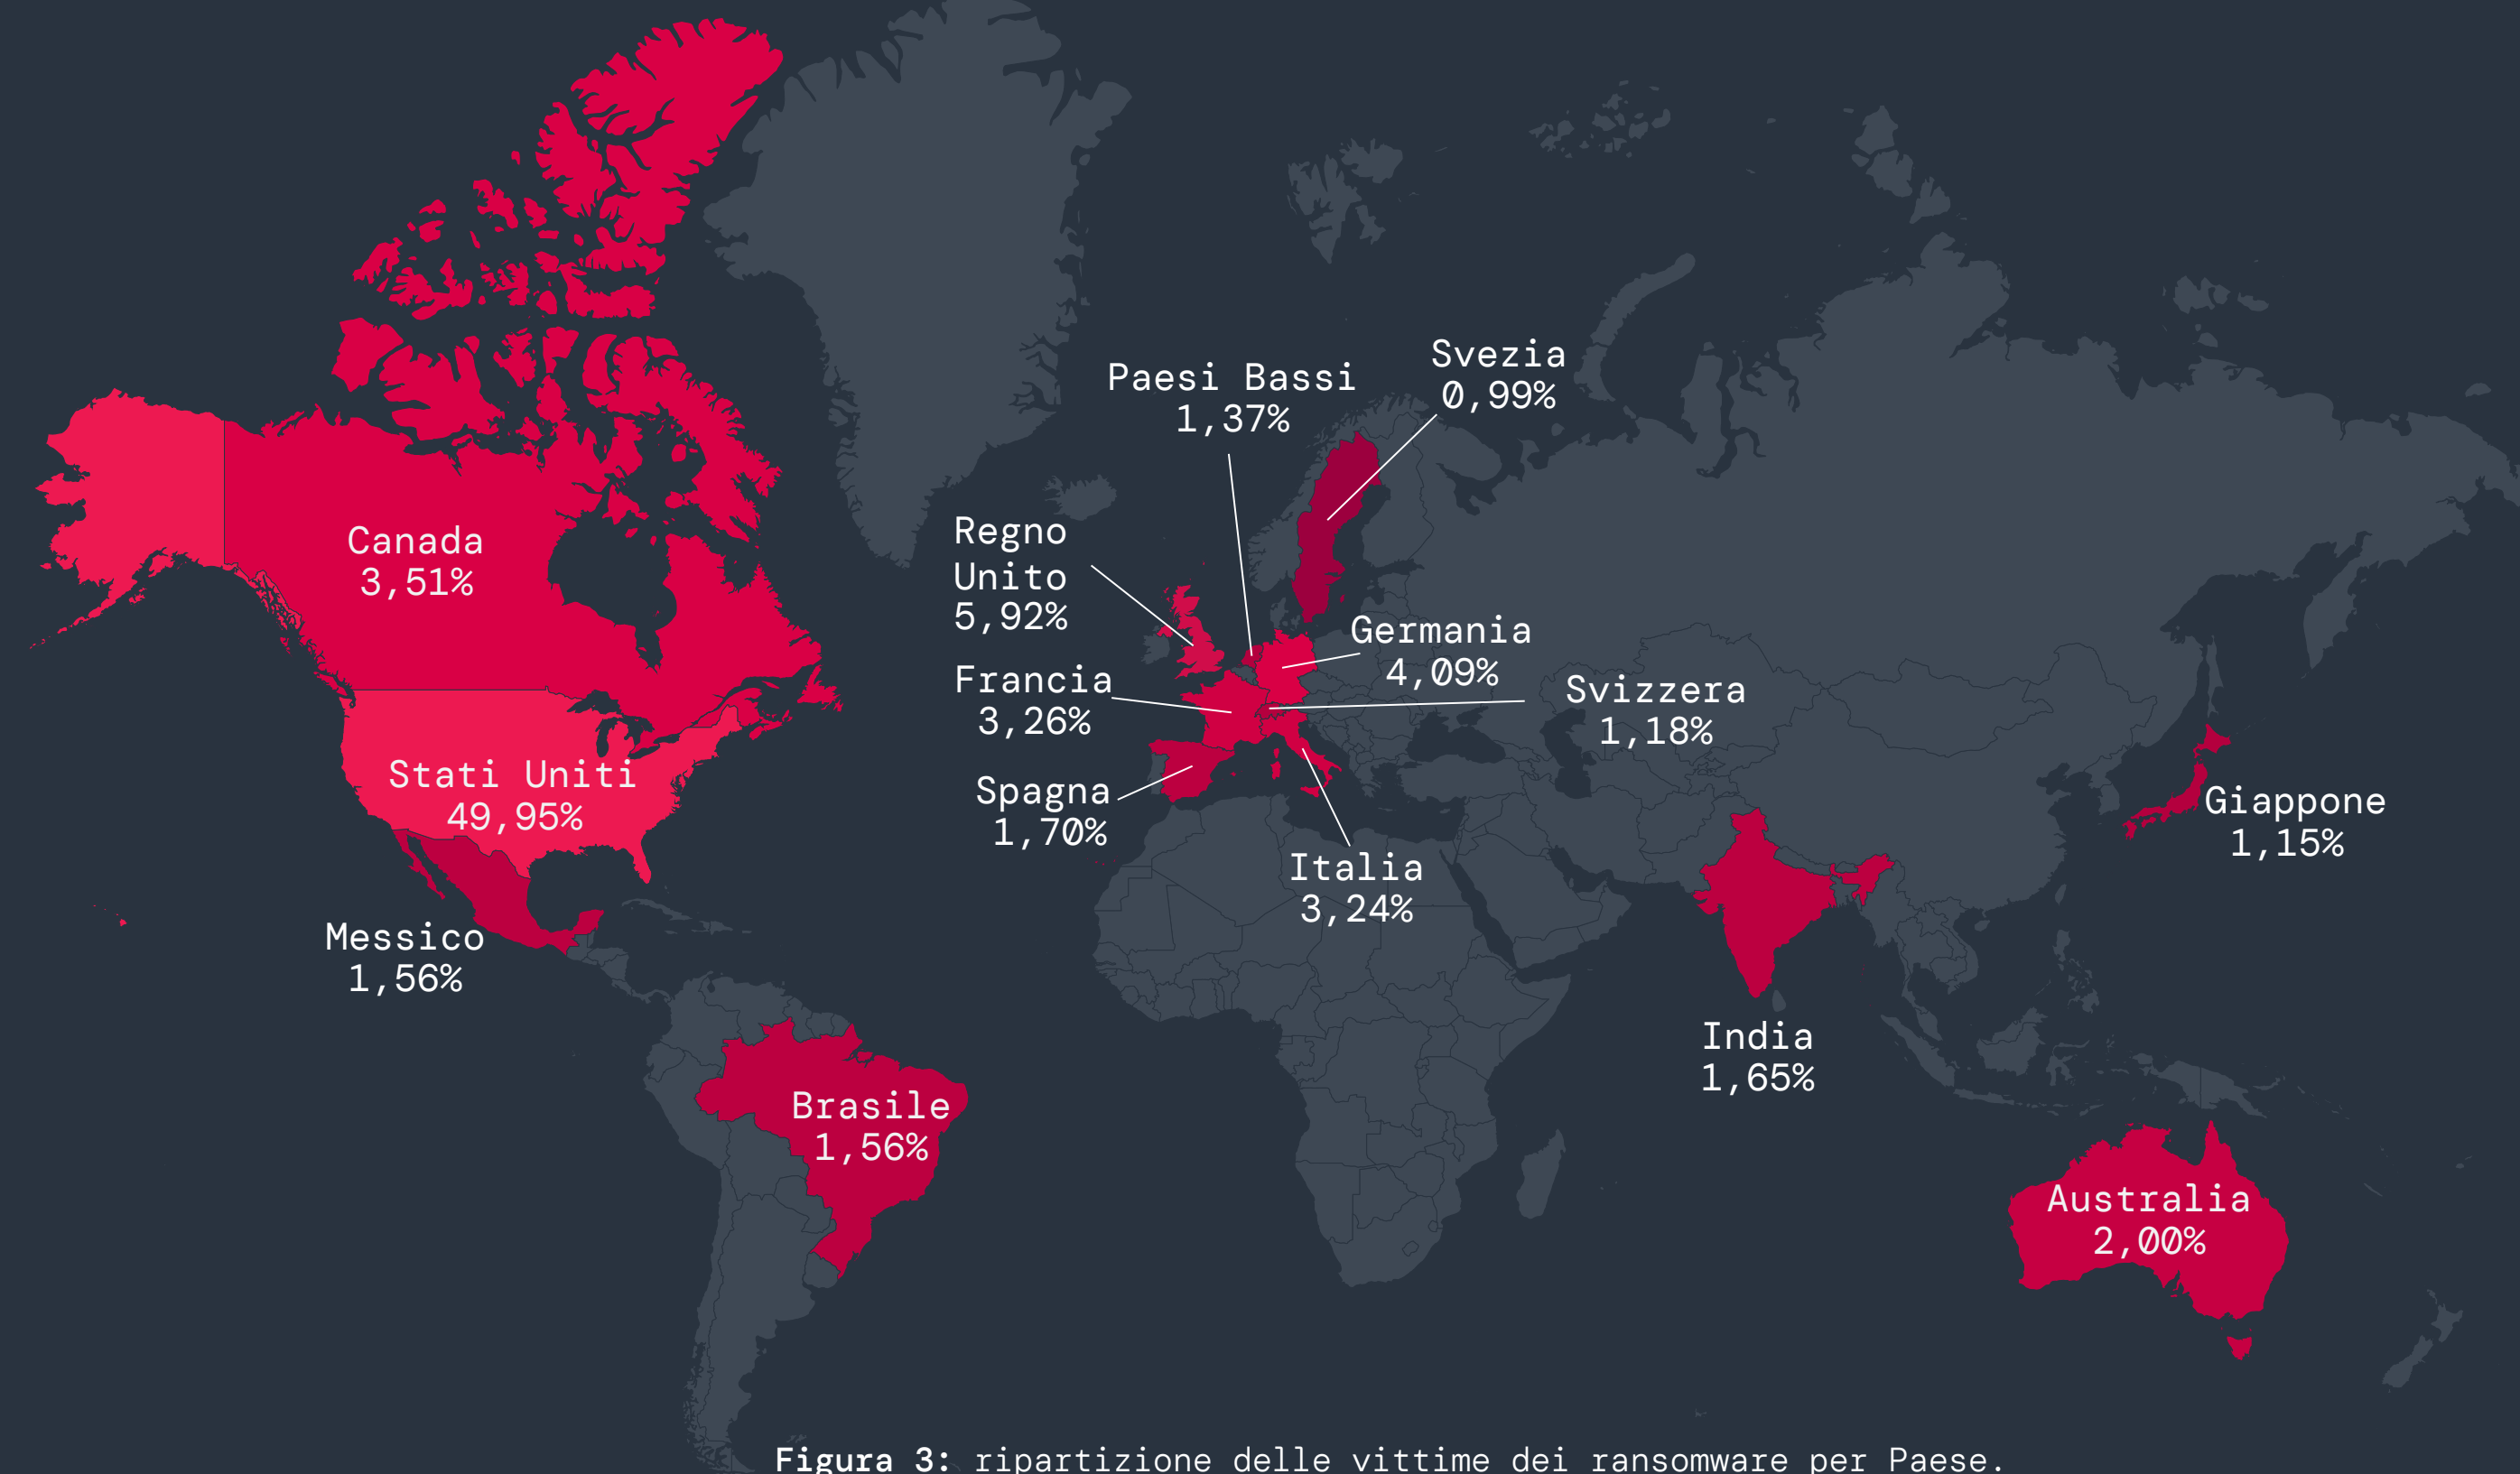 Svezia
0,99%
Paesi Bassi
1,37%
Regno
Unito
5,92%
Canada
3,51%
Germania
4,09%
Francia
3,26%
Svizzera
1,18%
Stati Uniti
49,95%
Spagna
1,70%
Giappone
1,15%
Italia
3,24%
Messico
1,56%
India
1,65%
Brasile
1,56%
Australia
2,00%
Figura 3: ripartizione delle vittime dei ransomware per Paese.